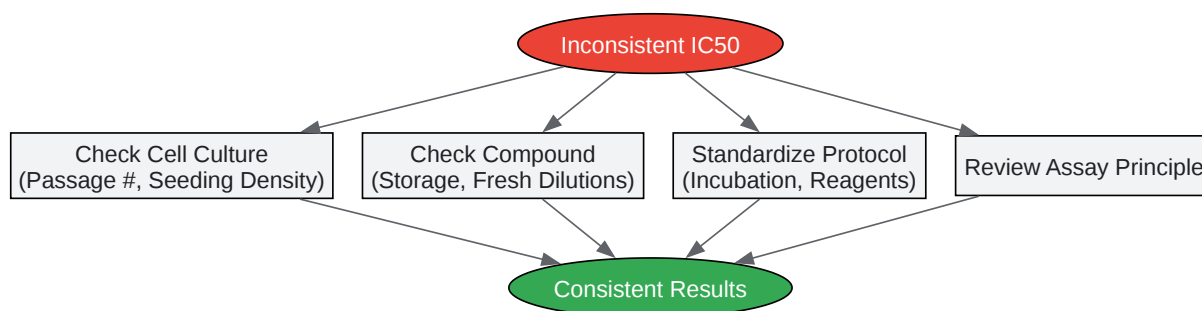 Inconsistent IC50
Check Cell Culture
(Passage #, Seeding Density)
Check Compound
(Storage, Fresh Dilutions)
Standardize Protocol
(Incubation, Reagents)
Review Assay Principle
Consistent Results